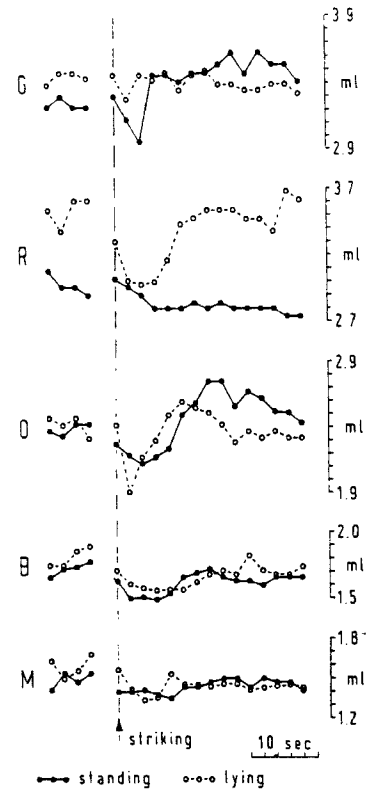 3.9
G
ml
2.9
3.7
R
ml
2.7
2.9
O
ml
1.9
2.0
B
ml
1.5
1.8
M
ml
1.2
striking
10 sec
standing lying